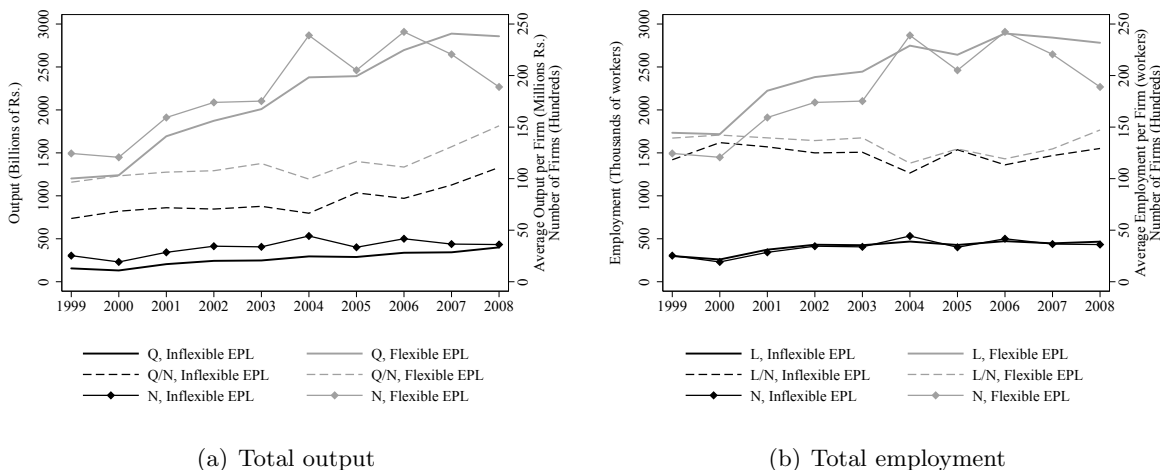 Output (Billions of Rs.)
0 500 1000 1500 2000 2500 3000
Average Output per Firm (Millions Rs.)
Number of Firms (Hundreds)
0 50 100 150 200 250
1999 2000 2001 2002 2003 2004 2005 2006 2007 2008
Q, Inflexible EPL Q, Flexible EPL
Q/N, Inflexible EPL Q/N, Flexible EPL
N, Inflexible EPL N, Flexible EPL
(a) Total output
Employment (Thousands of workers)
0 500 1000 1500 2000 2500 3000
Average Employment per Firm (workers)
Number of Firms (Hundreds)
0 50 100 150 200 250
1999 2000 2001 2002 2003 2004 2005 2006 2007 2008
L, Inflexible EPL L, Flexible EPL
L/N, Inflexible EPL L/N, Flexible EPL
N, Inflexible EPL N, Flexible EPL
(b) Total employment